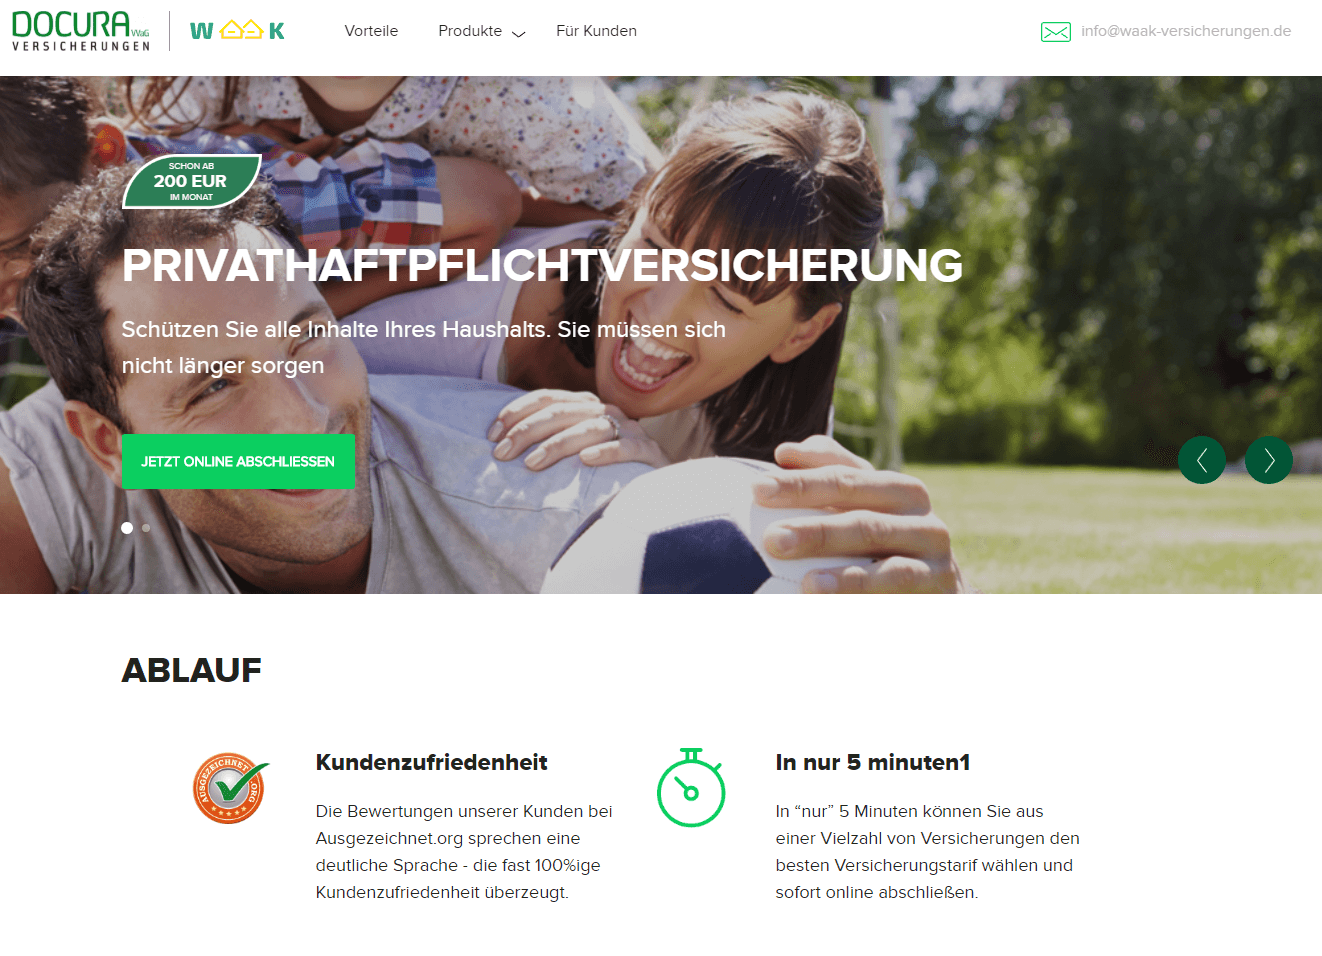 DOCURA VVaG
VERSICHERUNGEN
WAAK
Vorteile
Produkte
Für Kunden
info@waak-versicherungen.de
SCHON AB
200 EUR
IM MONAT
PRIVATHAFTPFLICHTVERSICHERUNG
Schützen Sie alle Inhalte Ihres Haushalts. Sie müssen sich
nicht länger sorgen
JETZT ONLINE ABSCHLIESSEN
ABLAUF
AUSGEZEICHNET
.ORG
Kundenzufriedenheit
Die Bewertungen unserer Kunden bei
Ausgezeichnet.org sprechen eine
deutliche Sprache - die fast 100%ige
Kundenzufriedenheit überzeugt.
In nur 5 minuten1
In “nur” 5 Minuten können Sie aus
einer Vielzahl von Versicherungen den
besten Versicherungstarif wählen und
sofort online abschließen.